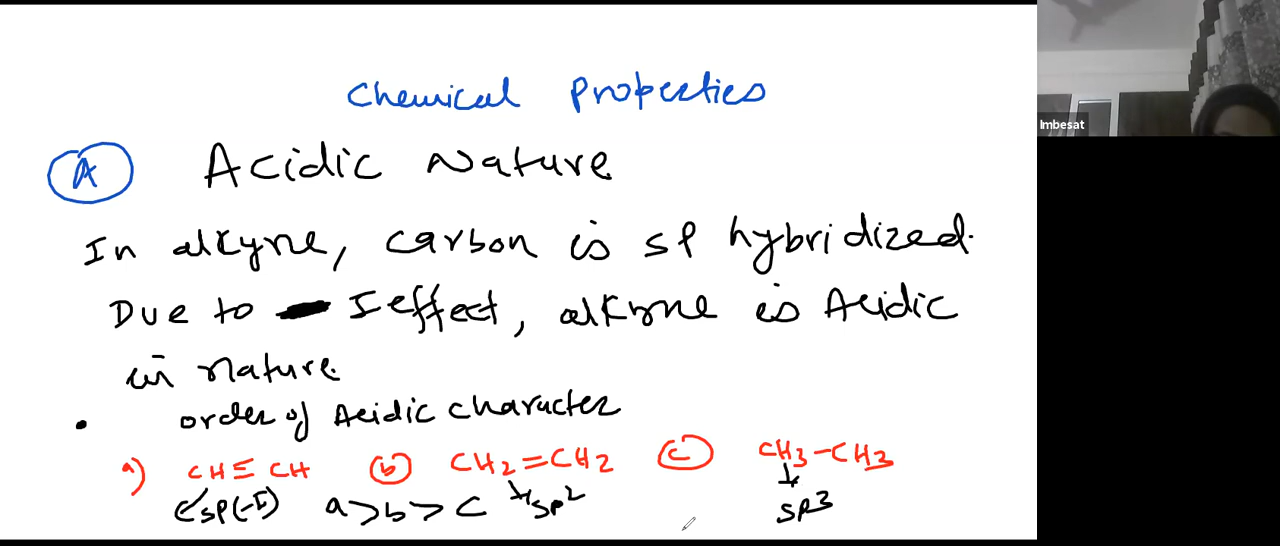 Chemical Properties
Imbesat
A Acidic Nature
In alkyne, carbon is sp hybridized.
Due to - I effect, alkyne is Acidic
in nature.
• order of Acidic character
a) CH≡CH (b) CH2=CH2 (c) CH3-CH3
sp(-I) a>b>c sp2 sp3